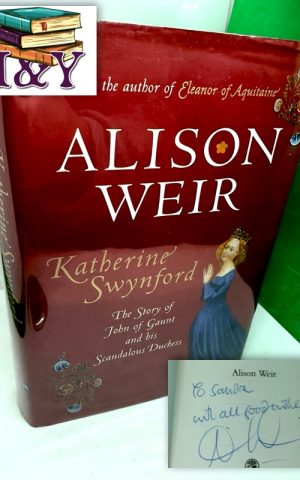 I&Y
the author of Eleanor of Aquitaine
ALISON
WEIR
Katherine
Swynford
The Story of
John of Gaunt
and his
Scandalous Duchess
Katherine
Alison Weir
To Sandra
with all good wishes